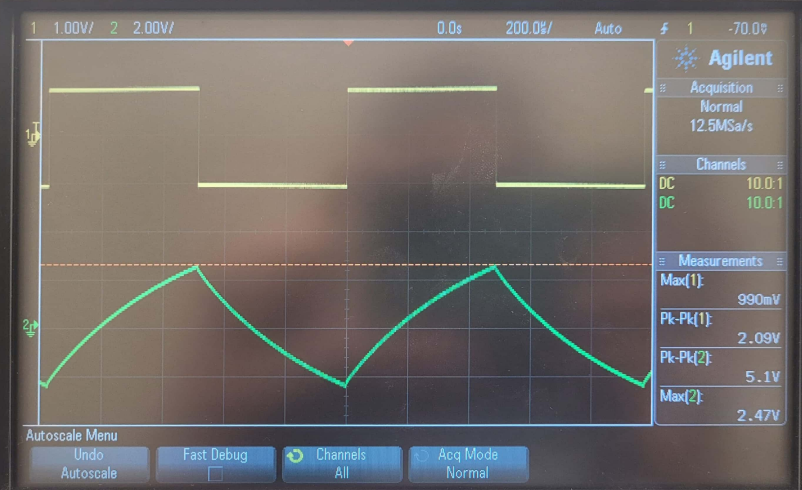 1 1.00V/ 2 2.00V/ 0.0s 200.0µs/ Auto 1 -70.0V
Agilent
Acquisition
Normal
12.5MSa/s
Channels
DC 10.0:1
DC 10.0:1
Measurements
Max(1):
990mV
Pk-Pk(1):
2.09V
Pk-Pk(2):
5.1V
Max(2):
2.47V
1
2
Autoscale Menu
Undo
Autoscale
Fast Debug
Channels
All
Acq Mode
Normal